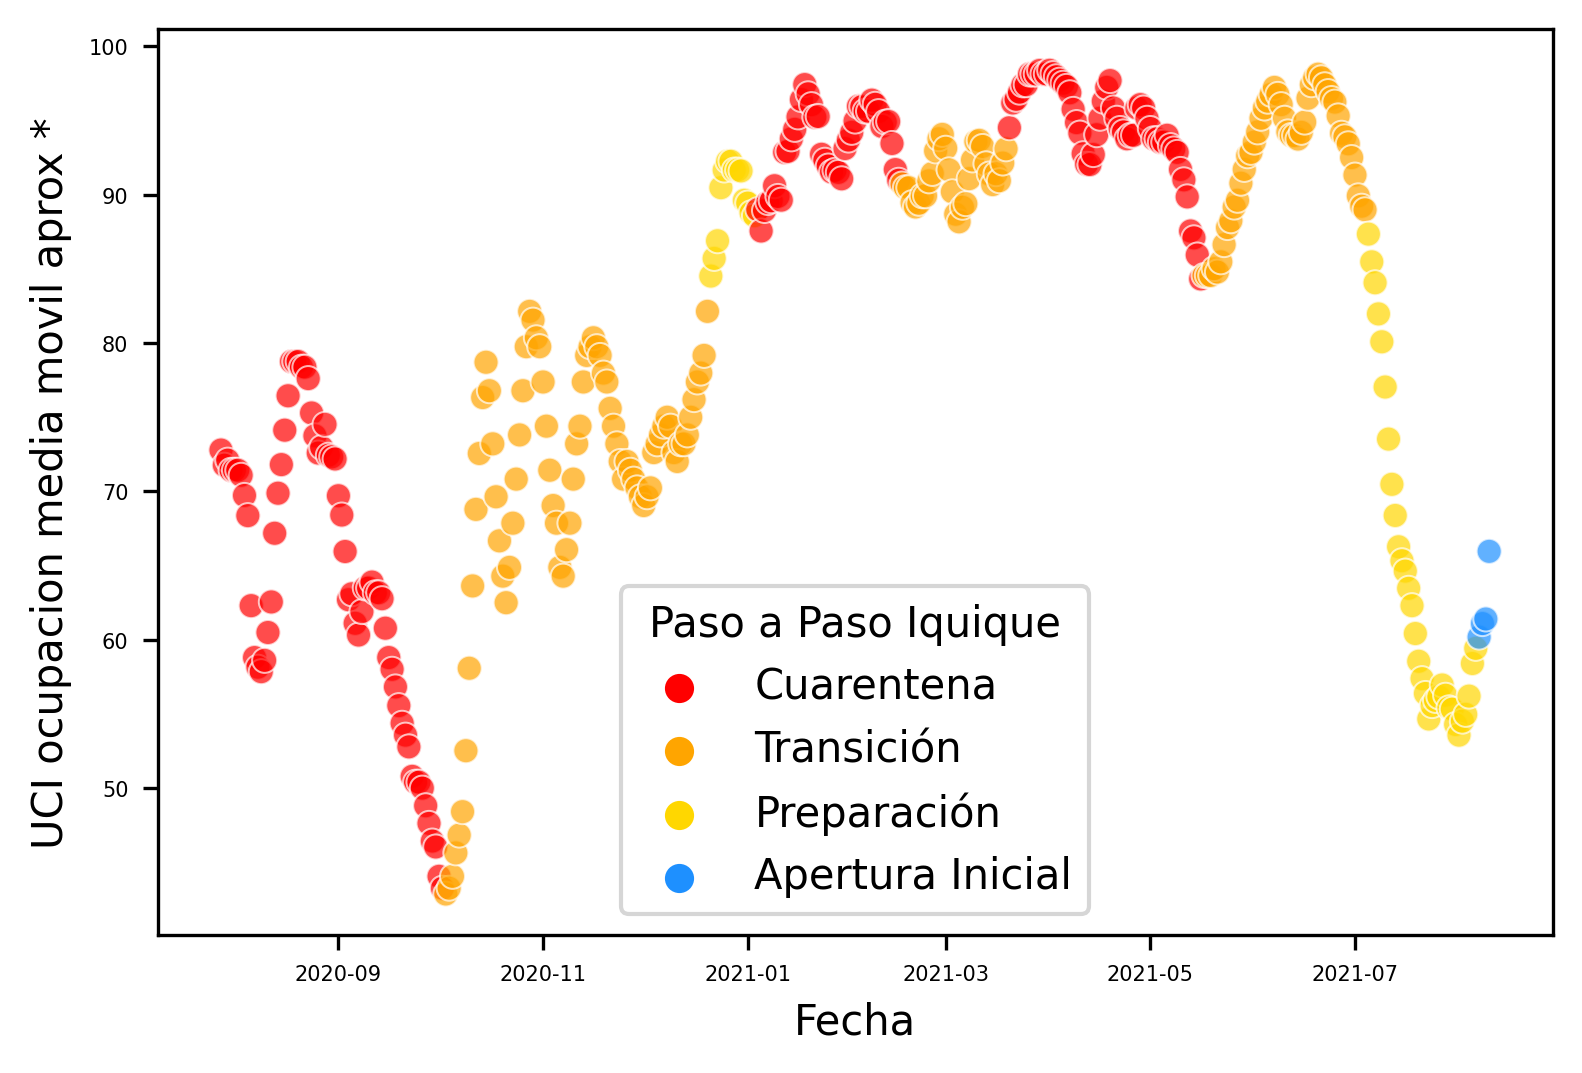 UCI ocupacion media movil aprox *
100
90
80
70
60
50
Paso a Paso Iquique
Cuarentena
Transición
Preparación
Apertura Inicial
2020-09
2020-11
2021-01
2021-03
2021-05
2021-07
Fecha